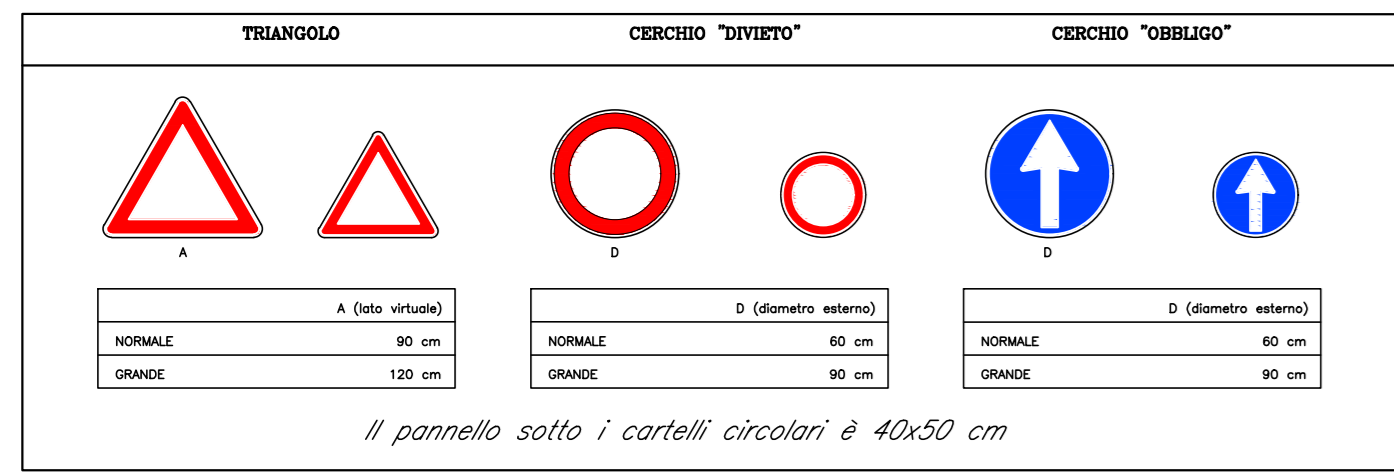 TRIANGOLO
CERCHIO "DIVIETO"
CERCHIO "OBBLIGO"
A
D
D
A (lato virtuale)
NORMALE 90 cm
GRANDE 120 cm
D (diametro esterno)
NORMALE 60 cm
GRANDE 90 cm
D (diametro esterno)
NORMALE 60 cm
GRANDE 90 cm
Il pannello sotto i cartelli circolari è 40x50 cm